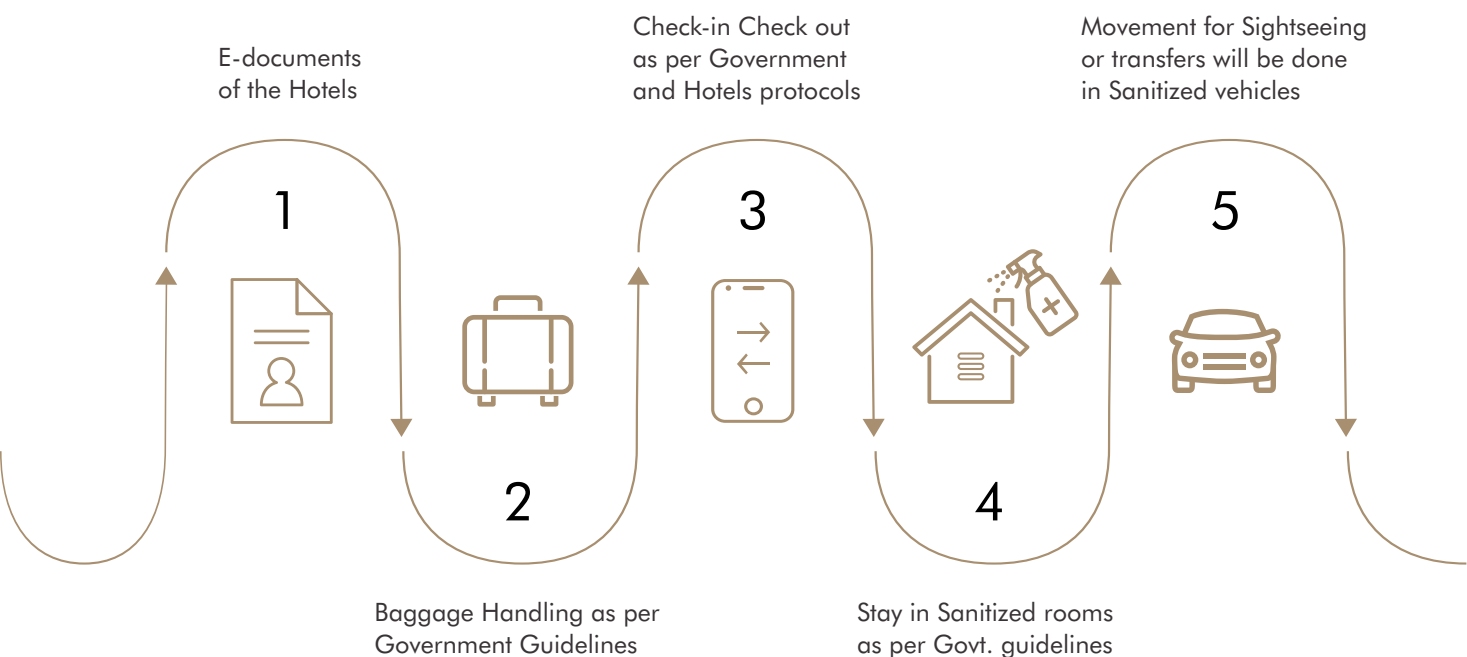 1
E-documents
of the Hotels
2
Baggage Handling as per
Government Guidelines
3
Check-in Check out
as per Government
and Hotels protocols
4
Stay in Sanitized rooms
as per Govt. guidelines
5
Movement for Sightseeing
or transfers will be done
in Sanitized vehicles